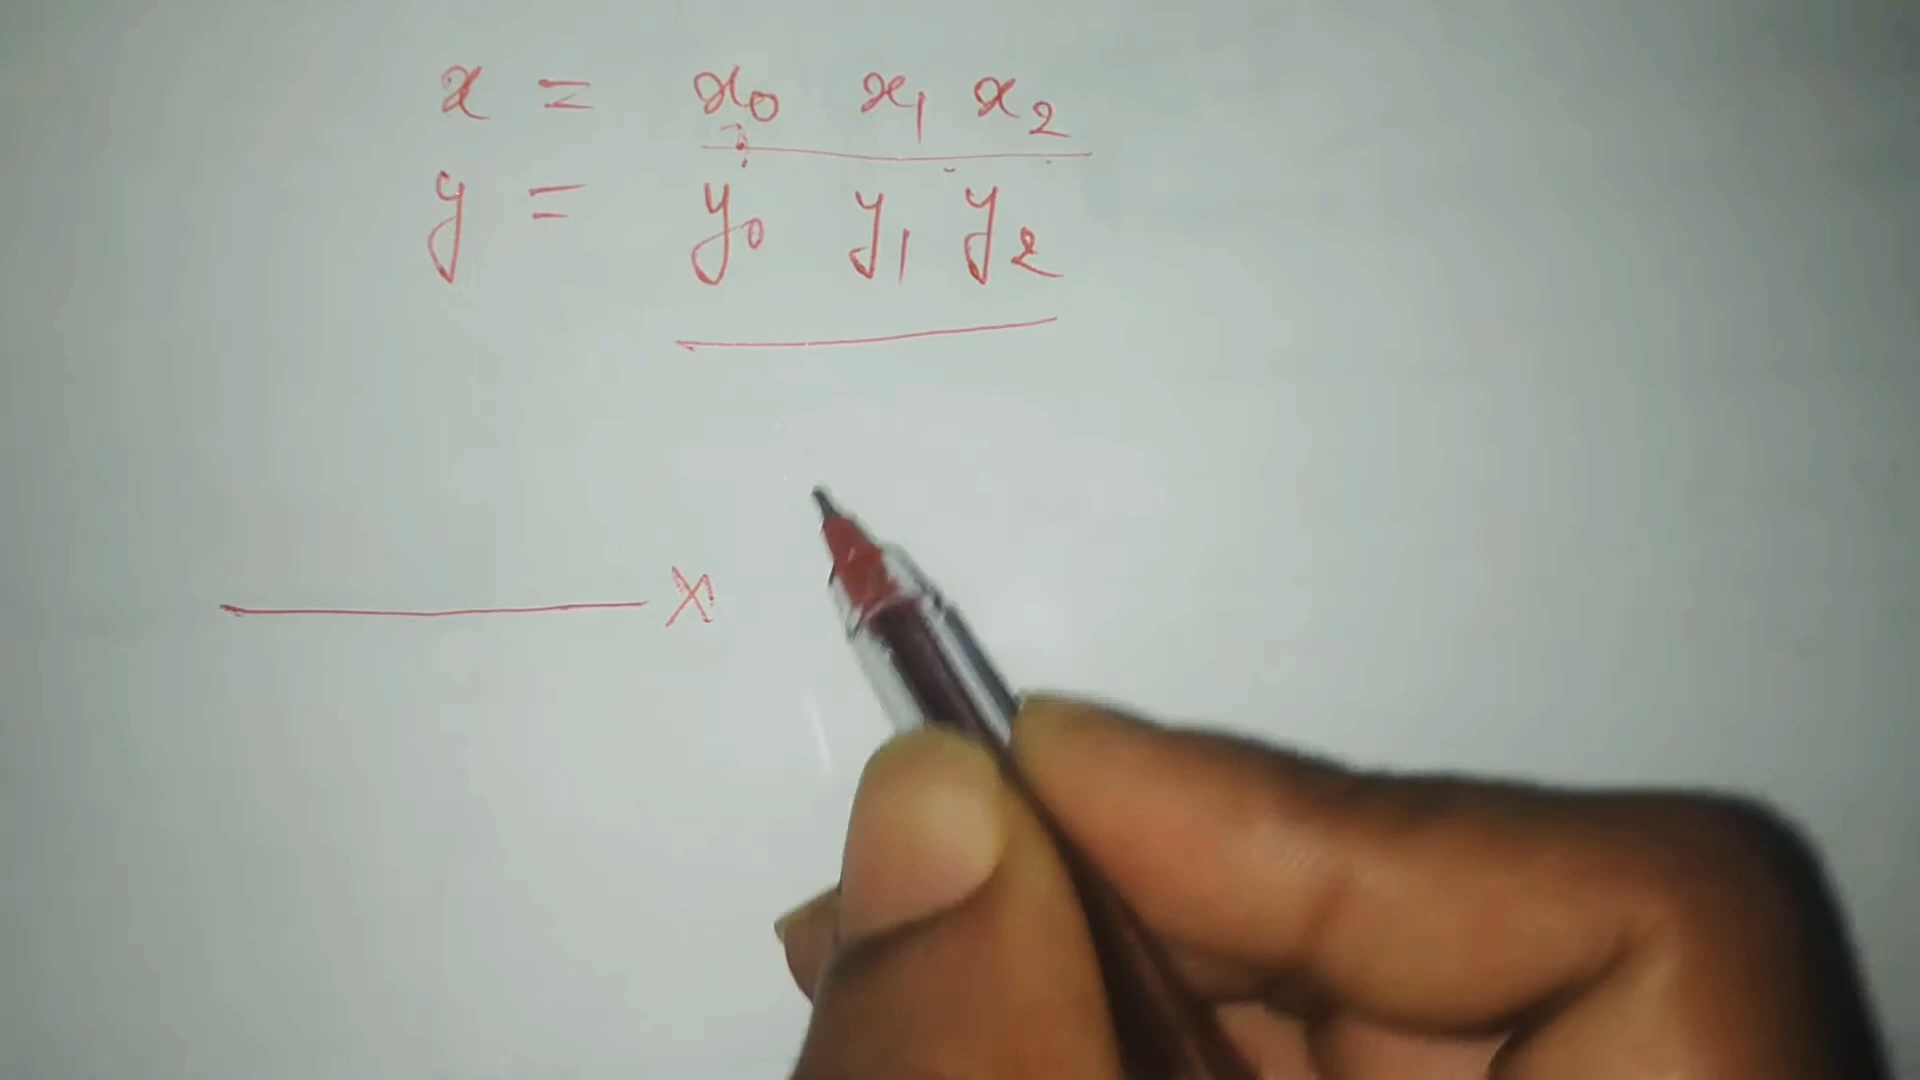 x = x₀ x₁ x₂
y = y₀ y₁ y₂
X